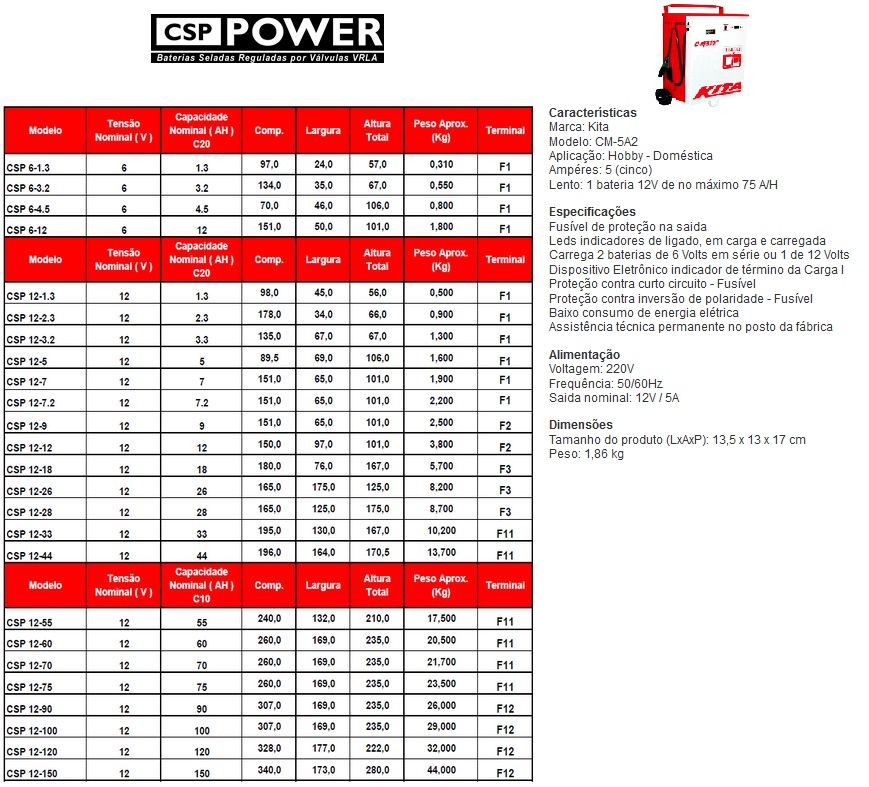 CSP POWER
Baterias Seladas Reguladas por Válvulas VRLA
KITA
Modelo Tensão Nominal ( V ) Capacidade Nominal ( AH ) C20 Comp. Largura Altura Total Peso Aprox. (Kg) Terminal
CSP 6-1.3 6 1.3 97,0 24,0 57,0 0,310 F1
CSP 6-3.2 6 3.2 134,0 35,0 67,0 0,550 F1
CSP 6-4.5 6 4.5 70,0 46,0 106,0 0,800 F1
CSP 6-12 6 12 151,0 50,0 101,0 1,800 F1
Modelo Tensão Nominal ( V ) Capacidade Nominal ( AH ) C20 Comp. Largura Altura Total Peso Aprox. (Kg) Terminal
CSP 12-1.3 12 1.3 98,0 45,0 56,0 0,500 F1
CSP 12-2.3 12 2.3 178,0 34,0 66,0 0,900 F1
CSP 12-3.2 12 3.3 135,0 67,0 67,0 1,300 F1
CSP 12-5 12 5 89,5 69,0 106,0 1,600 F1
CSP 12-7 12 7 151,0 65,0 101,0 1,900 F1
CSP 12-7.2 12 7.2 151,0 65,0 101,0 2,200 F1
CSP 12-9 12 9 151,0 65,0 101,0 2,500 F2
CSP 12-12 12 12 150,0 97,0 101,0 3,800 F2
CSP 12-18 12 18 180,0 76,0 167,0 5,700 F3
CSP 12-26 12 26 165,0 175,0 125,0 8,200 F3
CSP 12-28 12 28 165,0 125,0 175,0 8,700 F3
CSP 12-33 12 33 195,0 130,0 167,0 10,200 F11
CSP 12-44 12 44 196,0 164,0 170,5 13,700 F11
Modelo Tensão Nominal ( V ) Capacidade Nominal ( AH ) C10 Comp. Largura Altura Total Peso Aprox. (Kg) Terminal
CSP 12-55 12 55 240,0 132,0 210,0 17,500 F11
CSP 12-60 12 60 260,0 169,0 235,0 20,500 F11
CSP 12-70 12 70 260,0 169,0 235,0 21,700 F11
CSP 12-75 12 75 260,0 169,0 235,0 23,500 F11
CSP 12-90 12 90 307,0 169,0 235,0 26,000 F12
CSP 12-100 12 100 307,0 169,0 235,0 29,000 F12
CSP 12-120 12 120 328,0 177,0 222,0 32,000 F12
CSP 12-150 12 150 340,0 173,0 280,0 44,000 F12
Características
Marca: Kita
Modelo: CM-5A2
Aplicação: Hobby - Doméstica
Ampéres: 5 (cinco)
Lento: 1 bateria 12V de no máximo 75 A/H
Especificações
Fusível de proteção na saida
Leds indicadores de ligado, em carga e carregada
Carrega 2 baterias de 6 Volts em série ou 1 de 12 Volts
Dispositivo Eletrônico indicador de término da Carga I
Proteção contra curto circuito - Fusível
Proteção contra inversão de polaridade - Fusível
Baixo consumo de energia elétrica
Assistência técnica permanente no posto da fábrica
Alimentação
Voltagem: 220V
Frequência: 50/60Hz
Saida nominal: 12V / 5A
Dimensões
Tamanho do produto (LxAxP): 13,5 x 13 x 17 cm
Peso: 1,86 kg